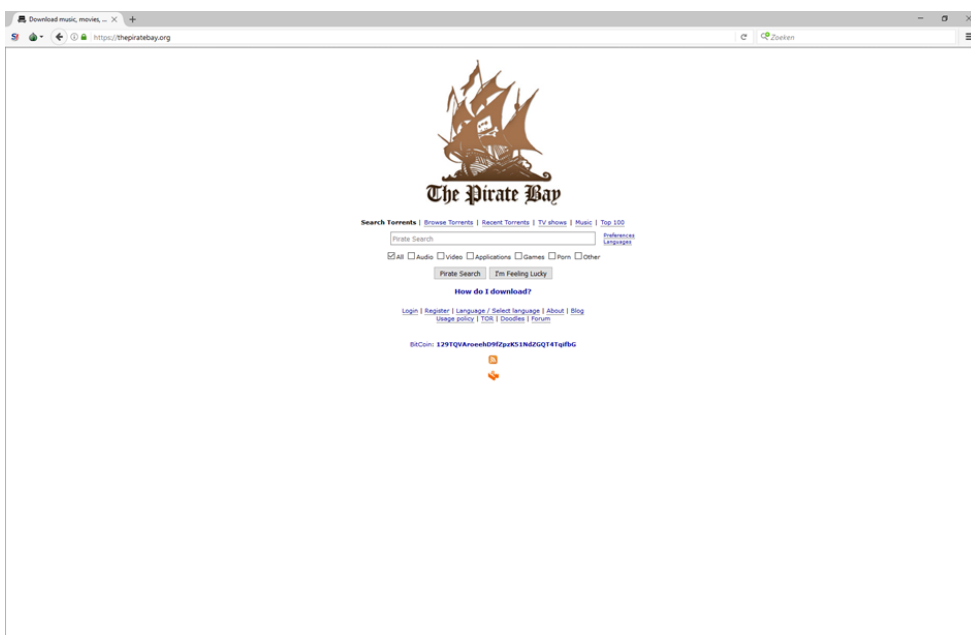 Download music, movies, ...
https://thepiratebay.org
Zoeken
The Pirate Bay
Search Torrents | Browse Torrents | Recent Torrents | TV shows | Music | Top 100
Pirate Search
Preferences
Languages
All Audio Video Applications Games Porn Other
Pirate Search I'm Feeling Lucky
How do I download?
Login | Register | Language / Select language | About | Blog
Usage policy | TOR | Doodles | Forum
BitCoin: